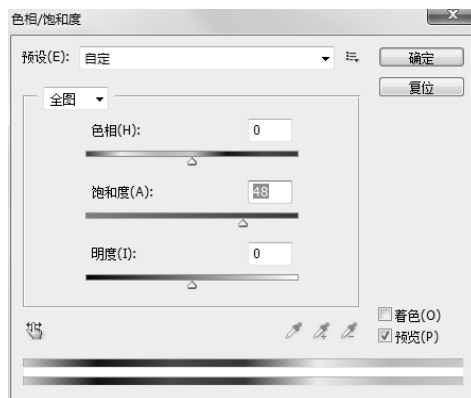 色相/饱和度
预设(E): 自定
确定
复位
全图
色相(H): 0
饱和度(A): 48
明度(I): 0
着色(O)
预览(P)